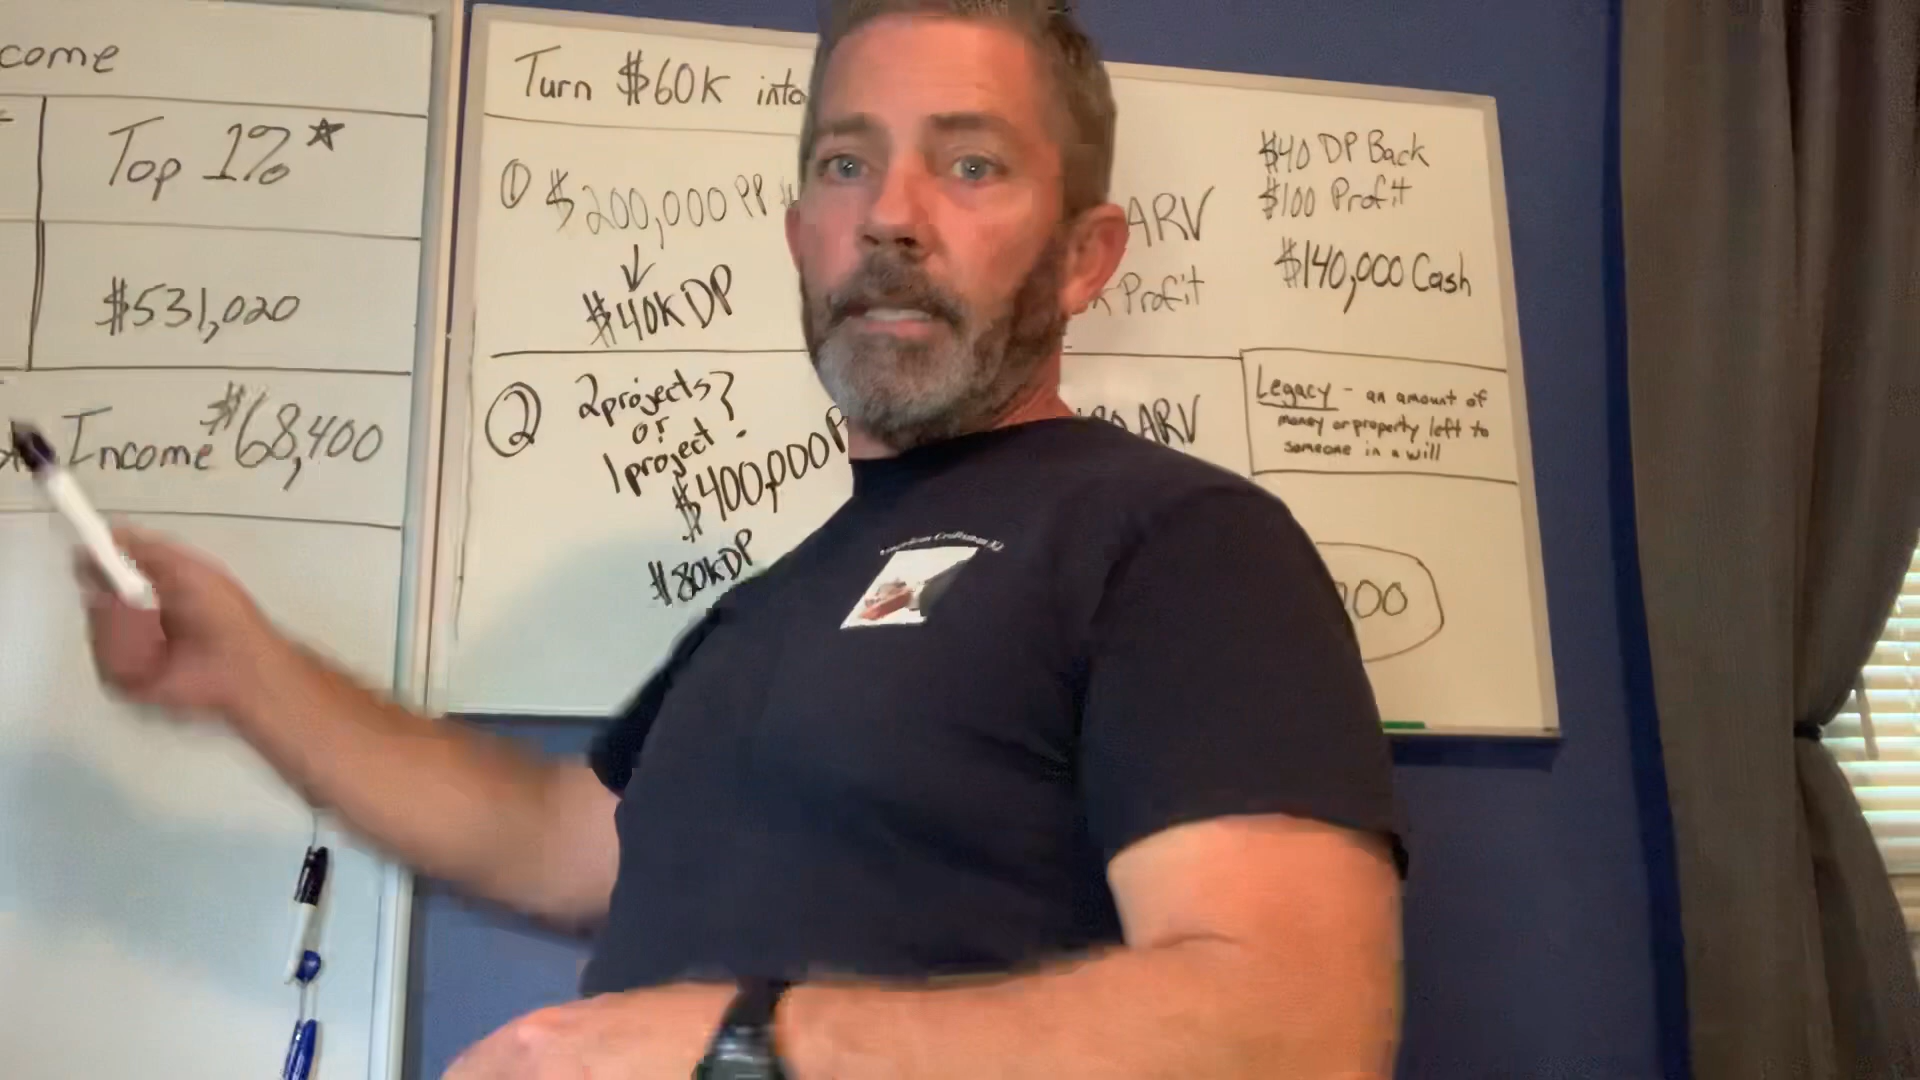 come
Top 1%*
$531,020
Income $68,400
Turn $60K into
① $200,000 PP
$40K DP
ARV
Profit
$40 DP Back
$100 Profit
$140,000 Cash
② 2 projects?
or
1 project.
$400,000 P
$80K DP
ARV
Legacy - an amount of
money or property left to
someone in a will
00